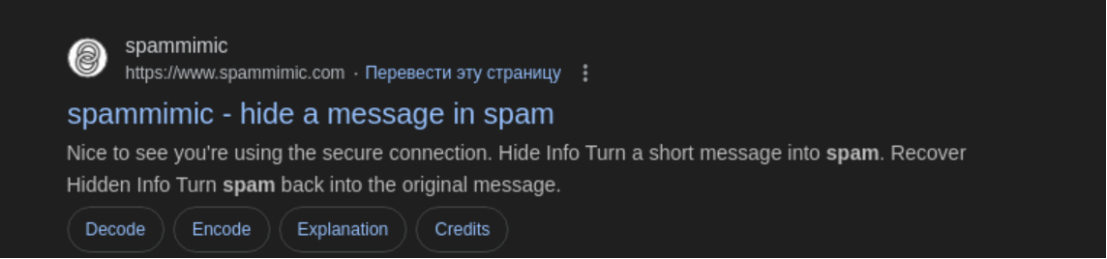 spammimic
https://www.spammimic.com · Перевести эту страницу
spammimic - hide a message in spam
Nice to see you're using the secure connection. Hide Info Turn a short message into spam. Recover
Hidden Info Turn spam back into the original message.
Decode Encode Explanation Credits